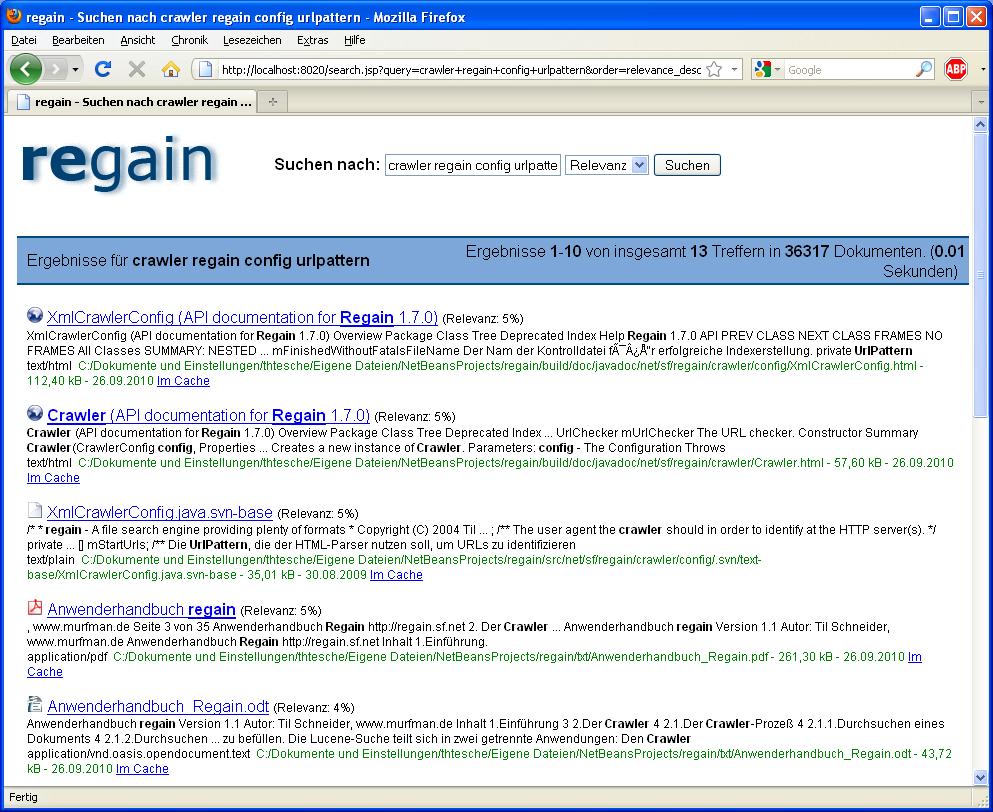 regain - Suchen nach crawler regain config urlpattern - Mozilla Firefox
Datei Bearbeiten Ansicht Chronik Lesezeichen Extras Hilfe
http://localhost:8020/search.jsp?query=crawler+regain+config+urlpattern&order=relevance_desc
Google
ABP
regain - Suchen nach crawler regain ...
regain
Suchen nach: crawler regain config urlpatte Relevanz Suchen
Ergebnisse für crawler regain config urlpattern
Ergebnisse 1-10 von insgesamt 13 Treffern in 36317 Dokumenten. (0.01
Sekunden)
XmlCrawlerConfig (API documentation for Regain 1.7.0) (Relevanz: 5%)
XmlCrawlerConfig (API documentation for Regain 1.7.0) Overview Package Class Tree Deprecated Index Help Regain 1.7.0 API PREV CLASS NEXT CLASS FRAMES NO
FRAMES All Classes SUMMARY: NESTED ... mFinishedWithoutFatalsFileName Der Nam der Kontrolldatei erfolgreiche Indexerstellung. private UrlPattern
text/html C:/Dokumente und Einstellungen/thtesche/Eigene Dateien/NetBeansProjects/regain/build/doc/javadoc/net/sf/regain/crawler/config/XmlCrawlerConfig.html -
112,40 kB - 26.09.2010 Im Cache
Crawler (API documentation for Regain 1.7.0) (Relevanz: 5%)
Crawler (API documentation for Regain 1.7.0) Overview Package Class Tree Deprecated Index ... UrlChecker mUrlChecker The URL checker. Constructor Summary
Crawler(CrawlerConfig config, Properties ... Creates a new instance of Crawler. Parameters: config - The Configuration Throws
text/html C:/Dokumente und Einstellungen/thtesche/Eigene Dateien/NetBeansProjects/regain/build/doc/javadoc/net/sf/regain/crawler/Crawler.html - 57,60 kB - 26.09.2010
Im Cache
XmlCrawlerConfig.java.svn-base (Relevanz: 5%)
/* * regain - A file search engine providing plenty of formats * Copyright (C) 2004 Til ... ; /** The user agent the crawler should in order to identify at the HTTP server(s). */
private ... [] mStartUrls; /** Die UrlPattern, die der HTML-Parser nutzen soll, um URLs zu identifizieren
text/plain C:/Dokumente und Einstellungen/thtesche/Eigene Dateien/NetBeansProjects/regain/src/net/sf/regain/crawler/config/.svn/text-
base/XmlCrawlerConfig.java.svn-base - 35,01 kB - 30.08.2009 Im Cache
Anwenderhandbuch regain (Relevanz: 5%)
, www.murfman.de Seite 3 von 35 Anwenderhandbuch Regain http://regain.sf.net 2. Der Crawler ... Anwenderhandbuch regain Version 1.1 Autor: Til Schneider,
www.murfman.de Anwenderhandbuch Regain http://regain.sf.net Inhalt 1.Einführung.
application/pdf C:/Dokumente und Einstellungen/thtesche/Eigene Dateien/NetBeansProjects/regain/txt/Anwenderhandbuch_Regain.pdf - 261,30 kB - 26.09.2010 Im
Cache
Anwenderhandbuch_Regain.odt (Relevanz: 4%)
Anwenderhandbuch regain Version 1.1 Autor: Til Schneider, www.murfman.de Inhalt 1.Einführung 3 2.Der Crawler 4 2.1.Der Crawler-Prozeß 4 2.1.1.Durchsuchen eines
Dokuments 4 2.1.2.Durchsuchen ... zu befüllen. Die Lucene-Suche teilt sich in zwei getrennte Anwendungen: Den Crawler
application/vnd.oasis.opendocument.text C:/Dokumente und Einstellungen/thtesche/Eigene Dateien/NetBeansProjects/regain/txt/Anwenderhandbuch_Regain.odt - 43,72
kB - 26.09.2010 Im Cache
Fertig